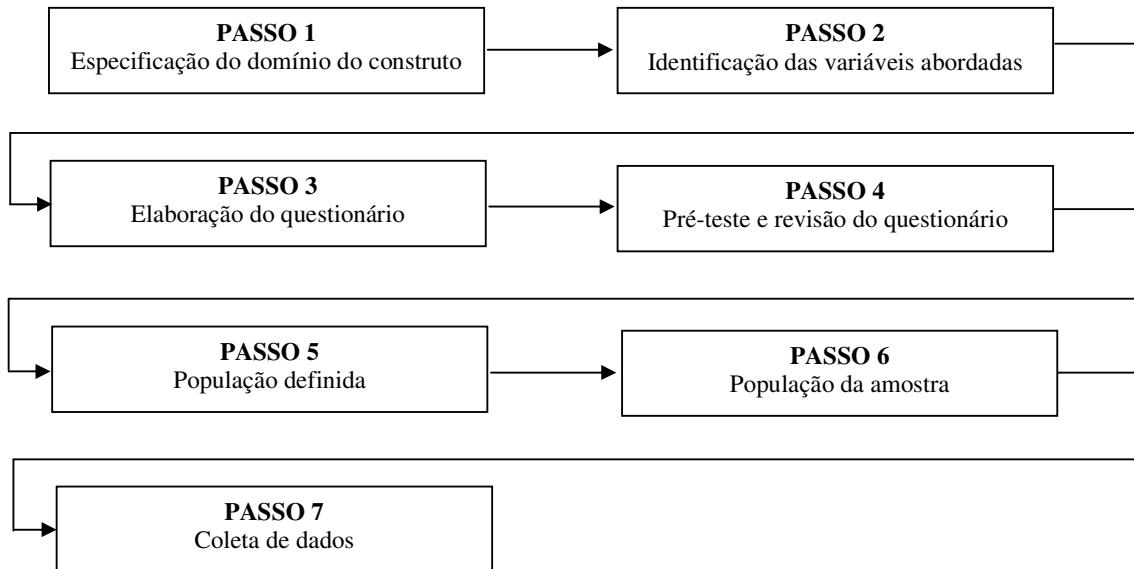 PASSO 1
Especificação do domínio do construto
PASSO 2
Identificação das variáveis abordadas
PASSO 3
Elaboração do questionário
PASSO 4
Pré-teste e revisão do questionário
PASSO 5
População definida
PASSO 6
População da amostra
PASSO 7
Coleta de dados